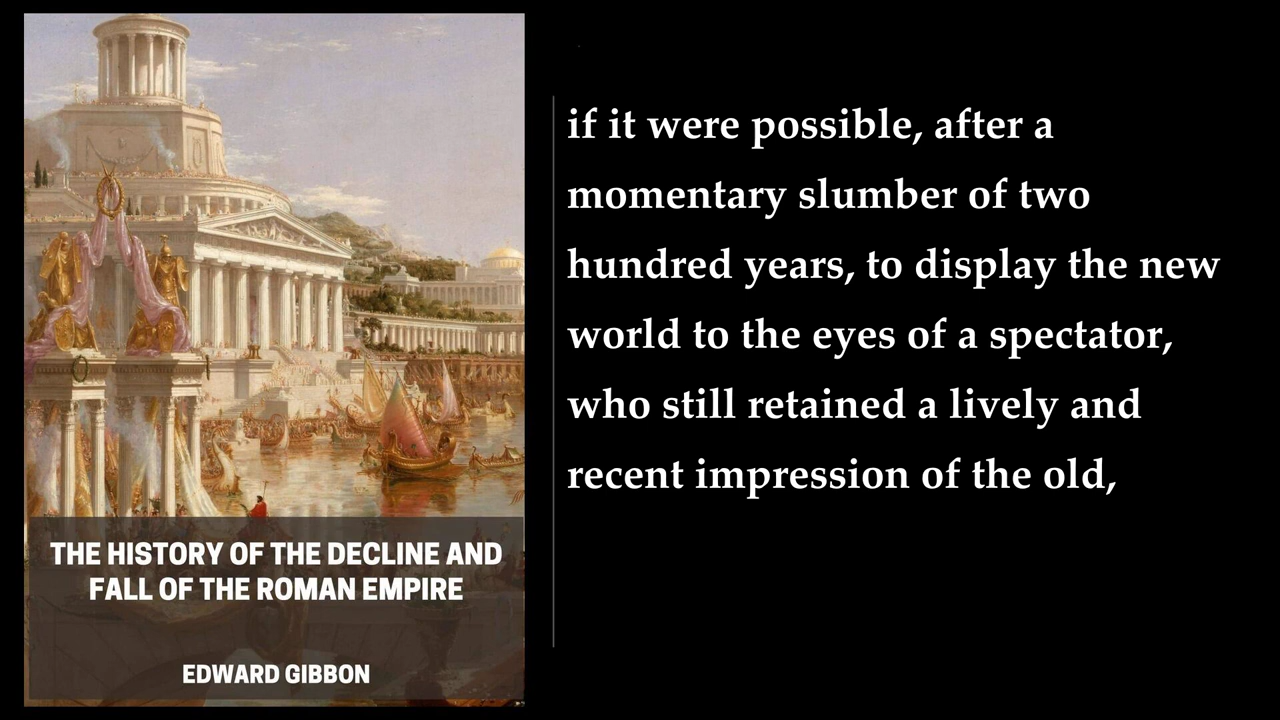 THE HISTORY OF THE DECLINE AND
FALL OF THE ROMAN EMPIRE
EDWARD GIBBON
if it were possible, after a
momentary slumber of two
hundred years, to display the new
world to the eyes of a spectator,
who still retained a lively and
recent impression of the old,